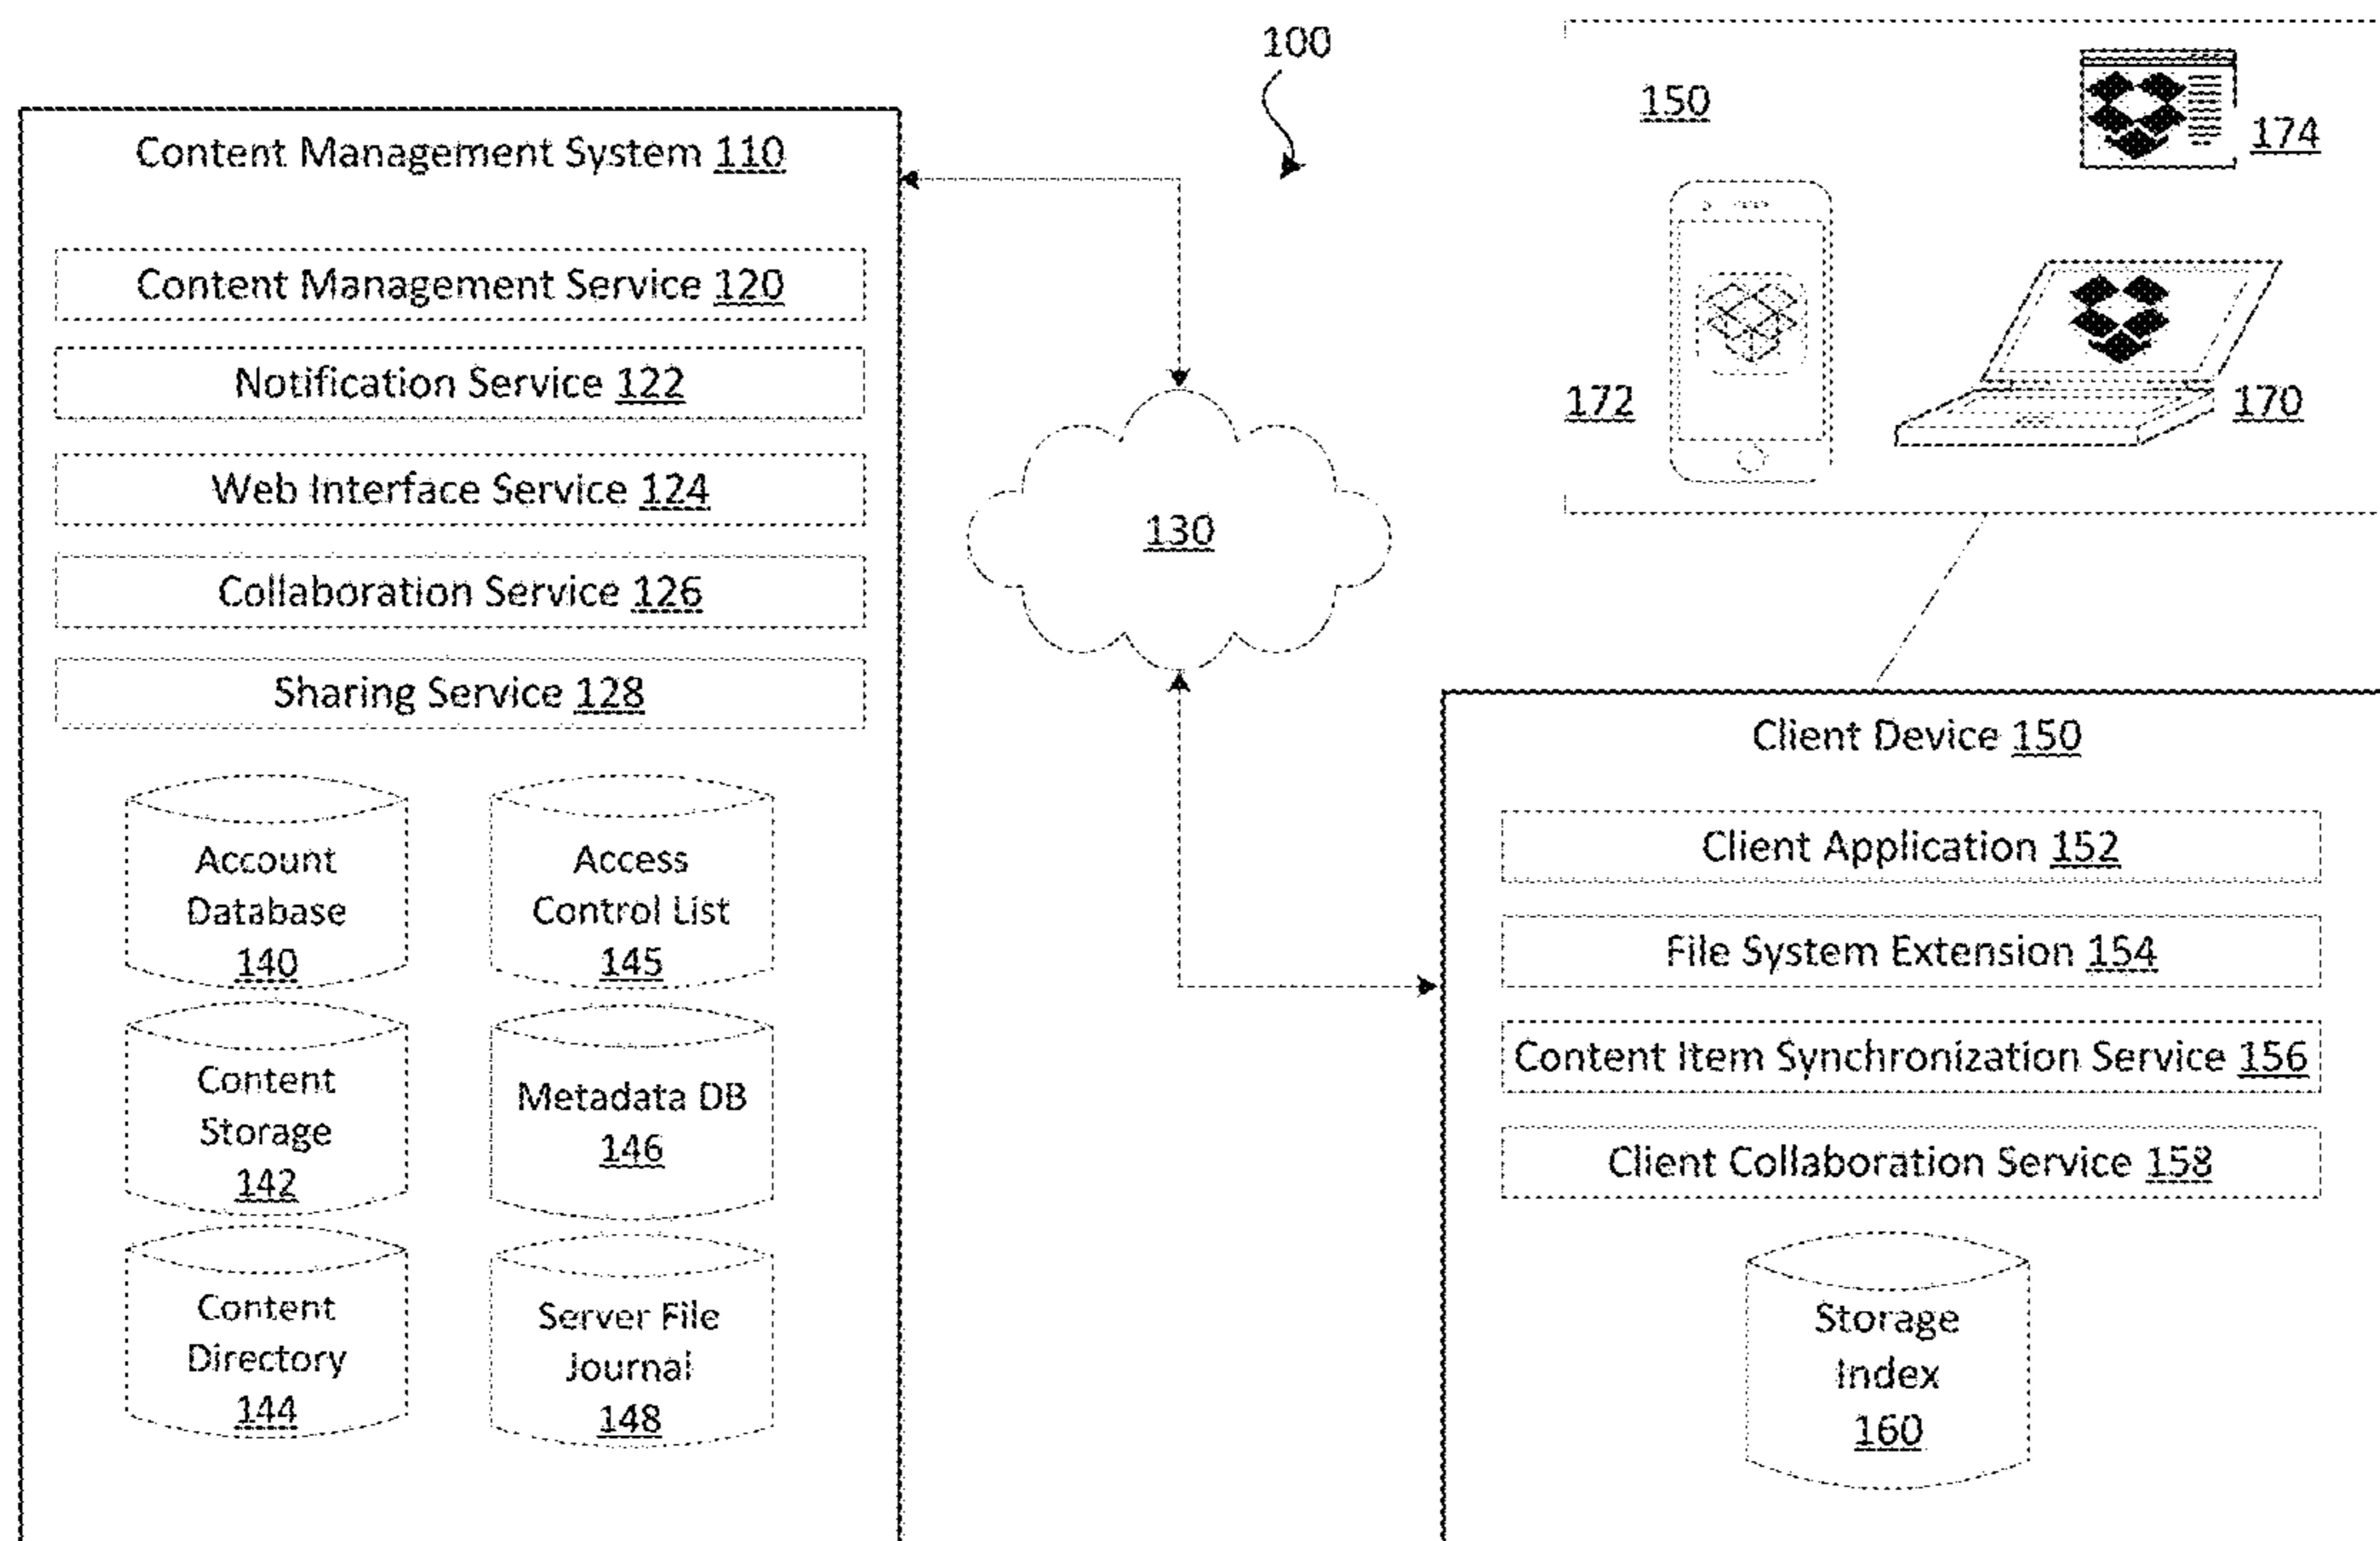 100
Content Management System 110
Content Management Service 120
Notification Service 122
Web Interface Service 124
Collaboration Service 126
Sharing Service 128
Account
Database
140
Access
Control List
145
Content
Storage
142
Metadata DB
146
Content
Directory
144
Server File
Journal
148
130
150
174
172
170
Client Device 150
Client Application 152
File System Extension 154
Content Item Synchronization Service 156
Client Collaboration Service 158
Storage
Index
160